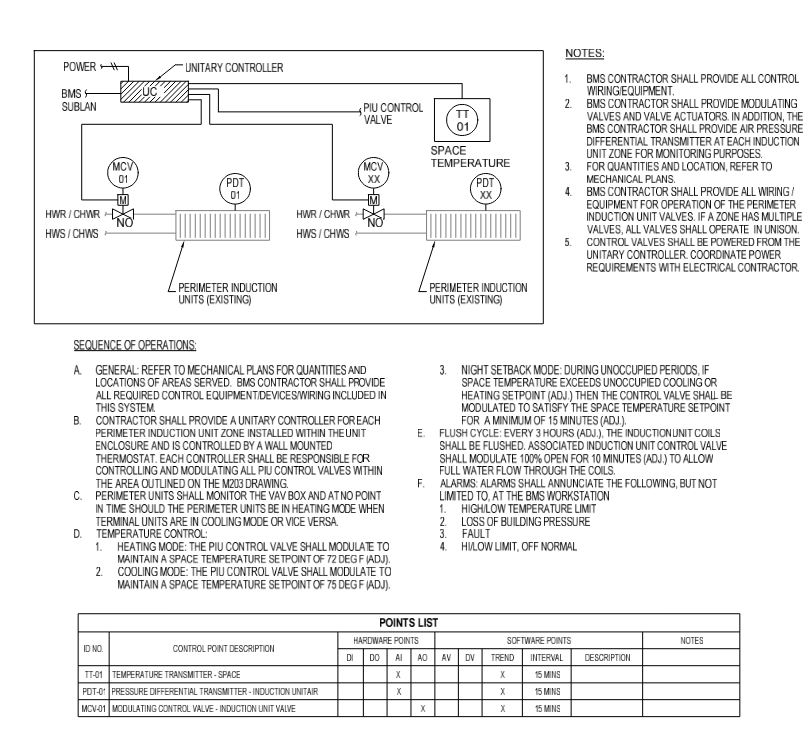 POWER
UNITARY CONTROLLER
UC
BMS
SUBLAN
PIU CONTROL
VALVE
TT
01
SPACE
TEMPERATURE
MCV
01
PDT
01
MCV
XX
PDT
XX
M
M
HWR / CHWR
NO
HWS / CHWS
HWR / CHWR
NO
HWS / CHWS
PERIMETER INDUCTION
UNITS (EXISTING)
PERIMETER INDUCTION
UNITS (EXISTING)
NOTES:
1. BMS CONTRACTOR SHALL PROVIDE ALL CONTROL
WIRING/EQUIPMENT.
2. BMS CONTRACTOR SHALL PROVIDE MODULATING
VALVES AND VALVE ACTUATORS. IN ADDITION, THE
BMS CONTRACTOR SHALL PROVIDE AIR PRESSURE
DIFFERENTIAL TRANSMITTER AT EACH INDUCTION
UNIT ZONE FOR MONITORING PURPOSES.
3. FOR QUANTITIES AND LOCATION, REFER TO
MECHANICAL PLANS.
4. BMS CONTRACTOR SHALL PROVIDE ALL WIRING /
EQUIPMENT FOR OPERATION OF THE PERIMETER
INDUCTION UNIT VALVES. IF A ZONE HAS MULTIPLE
VALVES, ALL VALVES SHALL OPERATE IN UNISON.
5. CONTROL VALVES SHALL BE POWERED FROM THE
UNITARY CONTROLLER. COORDINATE POWER
REQUIREMENTS WITH ELECTRICAL CONTRACTOR.
SEQUENCE OF OPERATIONS:
A. GENERAL: REFER TO MECHANICAL PLANS FOR QUANTITIES AND
LOCATIONS OF AREAS SERVED. BMS CONTRACTOR SHALL PROVIDE
ALL REQUIRED CONTROL EQUIPMENT/DEVICES/WIRING INCLUDED IN
THIS SYSTEM.
B. CONTRACTOR SHALL PROVIDE A UNITARY CONTROLLER FOR EACH
PERIMETER INDUCTION UNIT ZONE INSTALLED WITHIN THE UNIT
ENCLOSURE AND IS CONTROLLED BY A WALL MOUNTED
THERMOSTAT. EACH CONTROLLER SHALL BE RESPONSIBLE FOR
CONTROLLING AND MODULATING ALL PIU CONTROL VALVES WITHIN
THE AREA OUTLINED ON THE M203 DRAWING.
C. PERIMETER UNITS SHALL MONITOR THE VAV BOX AND AT NO POINT
IN TIME SHOULD THE PERIMETER UNITS BE IN HEATING MODE WHEN
TERMINAL UNITS ARE IN COOLING MODE OR VICE VERSA.
D. TEMPERATURE CONTROL:
1. HEATING MODE: THE PIU CONTROL VALVE SHALL MODULATE TO
MAINTAIN A SPACE TEMPERATURE SETPOINT OF 72 DEG F (ADJ).
2. COOLING MODE: THE PIU CONTROL VALVE SHALL MODULATE TO
MAINTAIN A SPACE TEMPERATURE SETPOINT OF 75 DEG F (ADJ).
3. NIGHT SETBACK MODE: DURING UNOCCUPIED PERIODS, IF
SPACE TEMPERATURE EXCEEDS UNOCCUPIED COOLING OR
HEATING SETPOINT (ADJ.) THEN THE CONTROL VALVE SHALL BE
MODULATED TO SATISFY THE SPACE TEMPERATURE SETPOINT
FOR A MINIMUM OF 15 MINUTES (ADJ.).
E. FLUSH CYCLE: EVERY 3 HOURS (ADJ.), THE INDUCTION UNIT COILS
SHALL BE FLUSHED. ASSOCIATED INDUCTION UNIT CONTROL VALVE
SHALL MODULATE 100% OPEN FOR 10 MINUTES (ADJ.) TO ALLOW
FULL WATER FLOW THROUGH THE COILS.
F. ALARMS: ALARMS SHALL ANNUNCIATE THE FOLLOWING, BUT NOT
LIMITED TO, AT THE BMS WORKSTATION
1. HIGH/LOW TEMPERATURE LIMIT
2. LOSS OF BUILDING PRESSURE
3. FAULT
4. HI/LOW LIMIT, OFF NORMAL
POINTS LIST
ID NO. CONTROL POINT DESCRIPTION HARDWARE POINTS SOFTWARE POINTS NOTES
DI DO AI AO AV DV TREND INTERVAL DESCRIPTION
TT-01 TEMPERATURE TRANSMITTER - SPACE X X 15 MINS
PDT-01 PRESSURE DIFFERENTIAL TRANSMITTER - INDUCTION UNITAIR X X 15 MINS
MCV-01 MODULATING CONTROL VALVE - INDUCTION UNIT VALVE X X 15 MINS